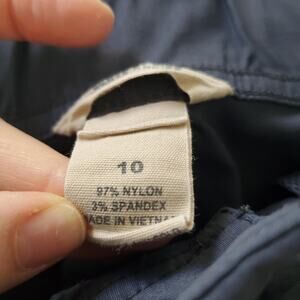 10
97% NYLON
3% SPANDEX
MADE IN VIETNAM